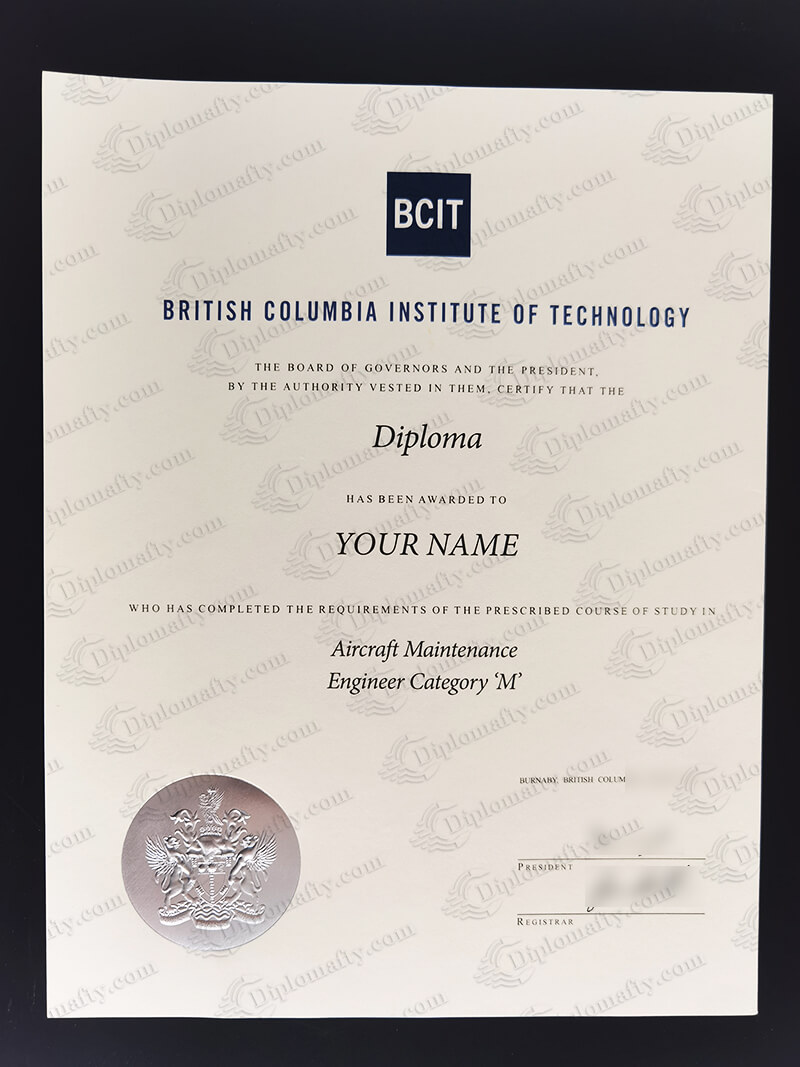 BCIT
BRITISH COLUMBIA INSTITUTE OF TECHNOLOGY
THE BOARD OF GOVERNORS AND THE PRESIDENT,
BY THE AUTHORITY VESTED IN THEM, CERTIFY THAT THE
Diploma
HAS BEEN AWARDED TO
YOUR NAME
WHO HAS COMPLETED THE REQUIREMENTS OF THE PRESCRIBED COURSE OF STUDY IN
Aircraft Maintenance
Engineer Category ‘M’
BURNABY, BRITISH COLUM
PRESIDENT
REGISTRAR
Diplomafty.com